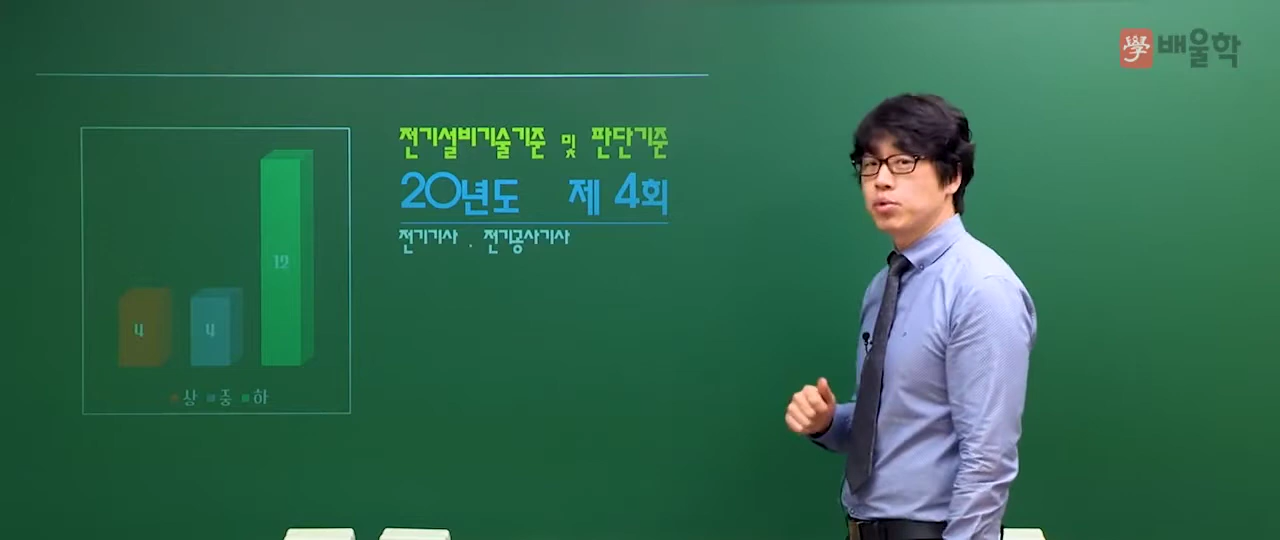 學 배울학
전기설비기술기준 및 판단기준
20년도 제 4회
전기기사 . 전기공사기사
12
4 4
상 중 하